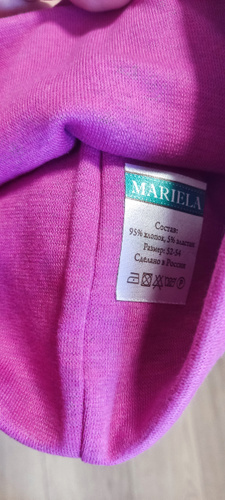 MARIELA
Состав:
95% хлопок, 5% эластан
Размер: 52-54
Сделано в России